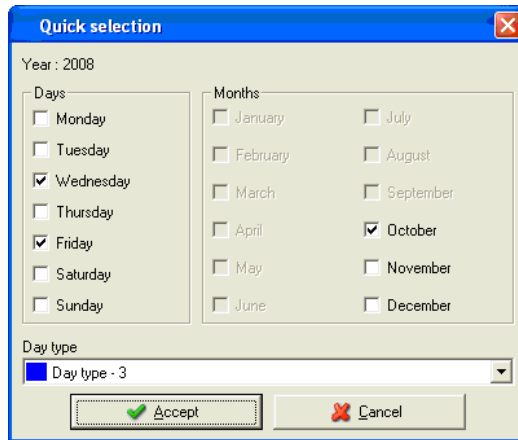 Quick selection
Year : 2008
Days
Monday
Tuesday
Wednesday
Thursday
Friday
Saturday
Sunday
Months
January
February
March
April
May
June
July
August
September
October
November
December
Day type
Day type - 3
Accept
Cancel